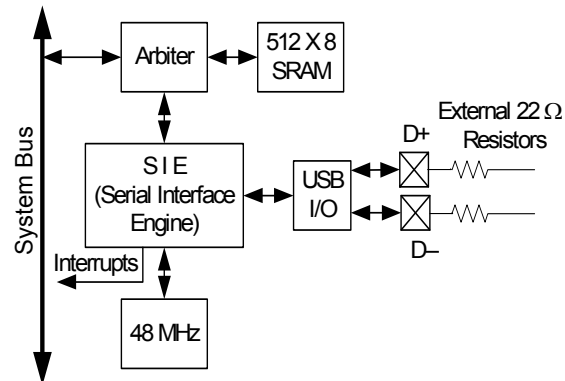 System Bus
Arbiter
512 X 8
SRAM
External 22 Ω
Resistors
D+
S I E
(Serial Interface
Engine)
USB
I/O
D–
Interrupts
48 MHz